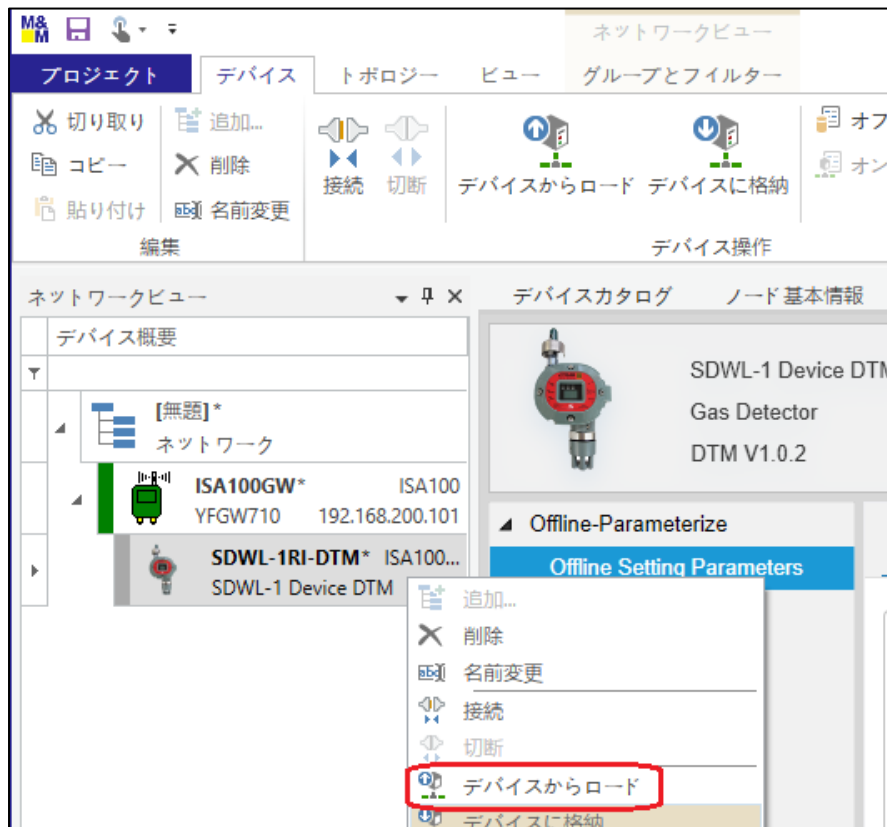 M&M
ネットワークビュー
プロジェクト デバイス トポロジー ビュー グループとフィルター
切り取り 追加... オフ
コピー 削除 オン
接続 切断 デバイスからロード デバイスに格納
貼り付け 名前変更
編集 デバイス操作
ネットワークビュー デバイスカタログ ノード基本情報
デバイス概要
SDWL-1 Device DTM
[無題]*
Gas Detector
ネットワーク
DTM V1.0.2
ISA100GW* ISA100
YFGW710 192.168.200.101
Offline-Parameterize
SDWL-1RI-DTM* ISA100...
Offline Setting Parameters
SDWL-1 Device DTM
追加...
削除
名前変更
接続
切断
デバイスからロード
デバイスに格納